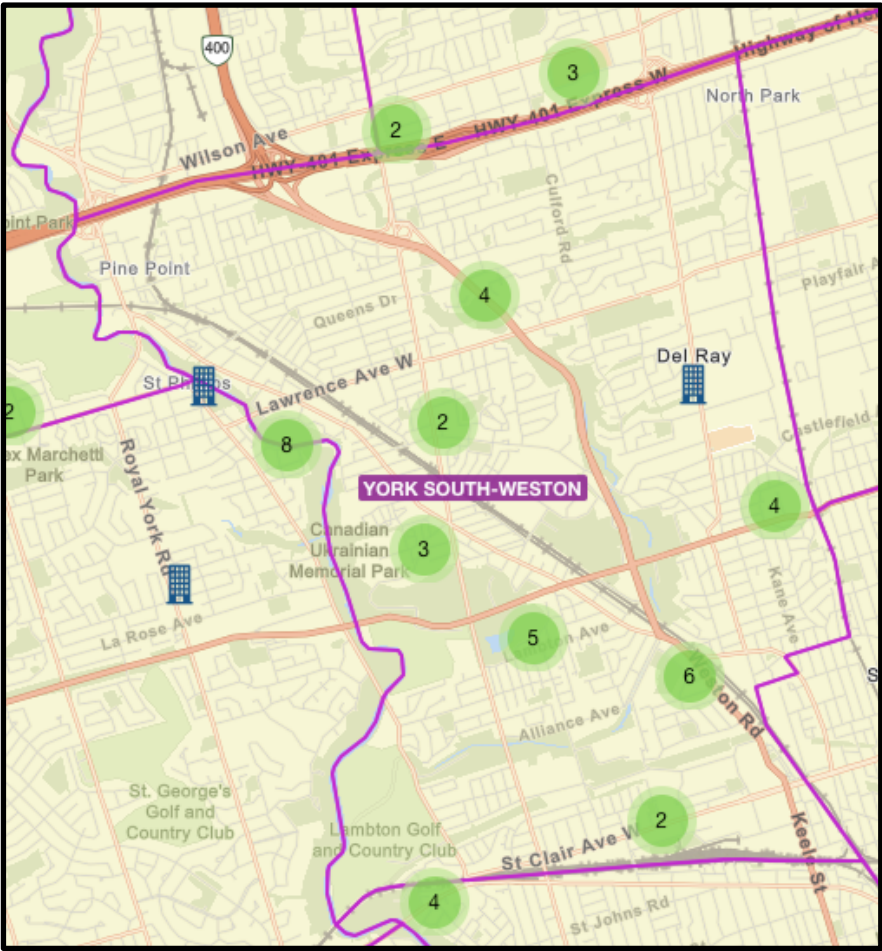 400
3
Highway of He
North Park
2
HWY-401 Express W
Wilson Ave
HWY-401 Express E
Culford Rd
oint Park
Pine Point
Playfair A
4
Queens Dr
Del Ray
St Phillips
Lawrence Ave W
2
2
Castlefield A
8
ex Marchetti
Park
Royal York Rd
YORK SOUTH-WESTON
4
Canadian
Ukrainian
Memorial Park
3
Kane Ave
La Rose Ave
5
Lambton Ave
6
S
Weston Rd
Alliance Ave
St. George's
Golf and
Country Club
2
Lambton Golf
and Country Club
St Clair Ave W
Keele St
4
St Johns Rd